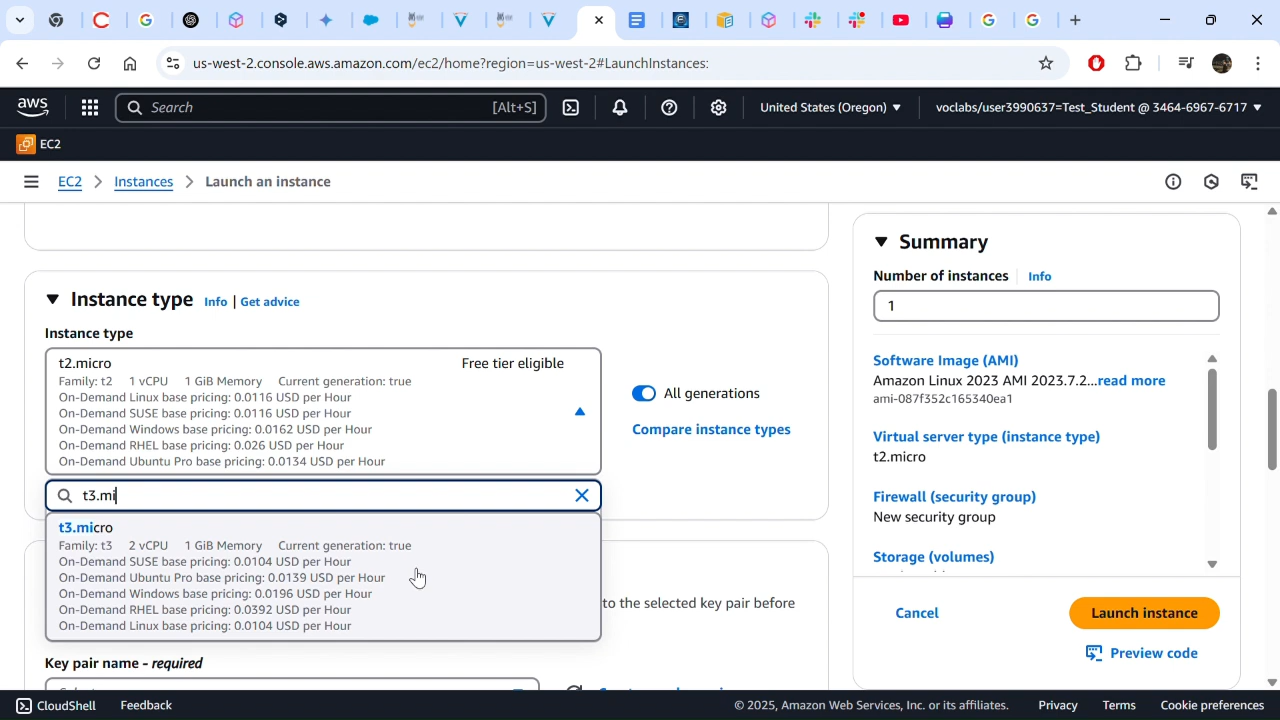 us-west-2.console.aws.amazon.com/ec2/home?region=us-west-2#LaunchInstances:
aws
Search [Alt+S]
United States (Oregon)
voclabs/user3990637=Test_Student @ 3464-6967-6717
EC2
EC2 > Instances > Launch an instance
Instance type Info | Get advice
Instance type
t2.micro Free tier eligible
Family: t2 1 vCPU 1 GiB Memory Current generation: true
On-Demand Linux base pricing: 0.0116 USD per Hour
On-Demand SUSE base pricing: 0.0116 USD per Hour
On-Demand Windows base pricing: 0.0162 USD per Hour
On-Demand RHEL base pricing: 0.026 USD per Hour
On-Demand Ubuntu Pro base pricing: 0.0134 USD per Hour
All generations
Compare instance types
t3.mi
t3.micro
Family: t3 2 vCPU 1 GiB Memory Current generation: true
On-Demand SUSE base pricing: 0.0104 USD per Hour
On-Demand Ubuntu Pro base pricing: 0.0139 USD per Hour
On-Demand Windows base pricing: 0.0196 USD per Hour
On-Demand RHEL base pricing: 0.0392 USD per Hour
On-Demand Linux base pricing: 0.0104 USD per Hour
to the selected key pair before
Key pair name - required
Summary
Number of instances Info
1
Software Image (AMI)
Amazon Linux 2023 AMI 2023.7.2...read more
ami-087f352c165340ea1
Virtual server type (instance type)
t2.micro
Firewall (security group)
New security group
Storage (volumes)
Cancel
Launch instance
Preview code
CloudShell Feedback
© 2025, Amazon Web Services, Inc. or its affiliates. Privacy Terms Cookie preferences